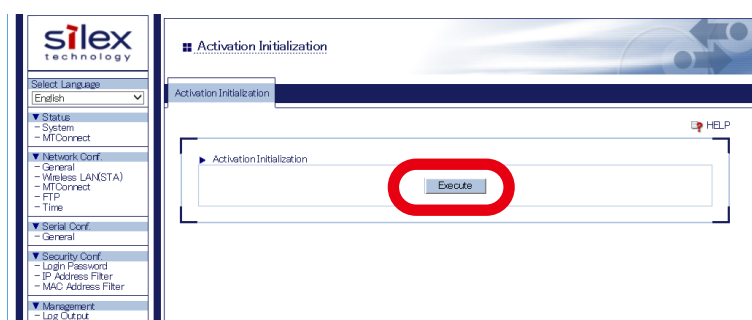 silex
technology
Select Language
English
▼ Status
- System
- MTConnect
▼ Network Conf.
- General
- Wireless LAN(STA)
- MTConnect
- FTP
- Time
▼ Serial Conf.
- General
▼ Security Conf.
- Login Password
- IP Address Filter
- MAC Address Filter
▼ Management
- Log Output
Activation Initialization
Activation Initialization
HELP
Activation Initialization
Execute